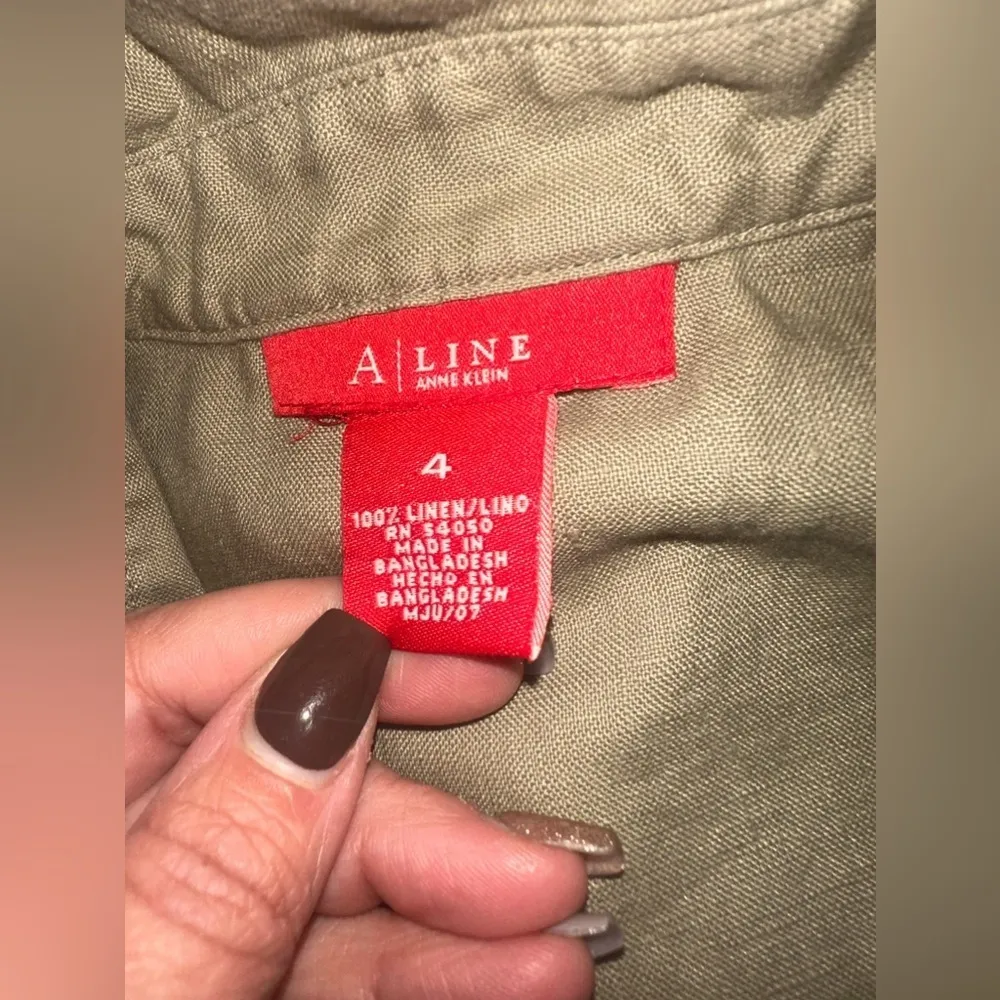 A|LINE
ANNE KLEIN
4
100% LINEN/LINO
RN 54050
MADE IN
BANGLADESH
HECHO EN
BANGLADESH
MJU/07